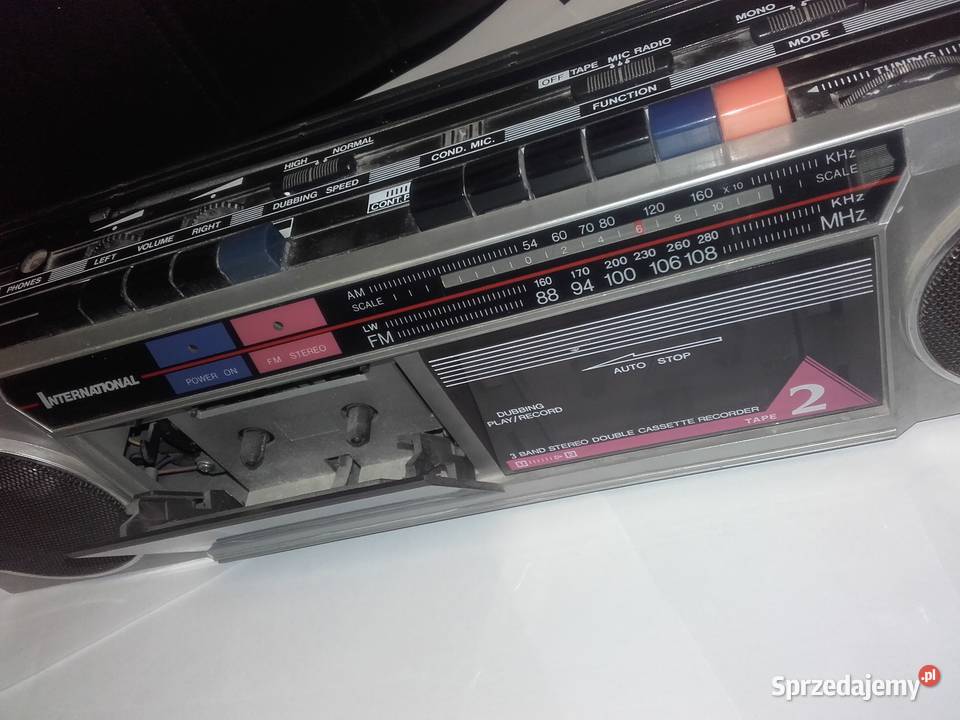 MONO
MODE
OFF TAPE MIC RADIO
FUNCTION
TUNING
HIGH NORMAL
DUBBING SPEED
COND. MIC.
CONT.P
PHONES
LEFT VOLUME RIGHT
AM 54 60 70 80 120 160 X 10 KHz
SCALE 0 2 4 6 8 10 SCALE
LW 160 170 200 230 260 280 KHz
FM 88 94 100 106 108 MHz
INTERNATIONAL
POWER ON
FM STEREO
AUTO STOP
DUBBING
PLAY/RECORD
3 BAND STEREO DOUBLE CASSETTE RECORDER
TAPE 2
Sprzedajemy.pl